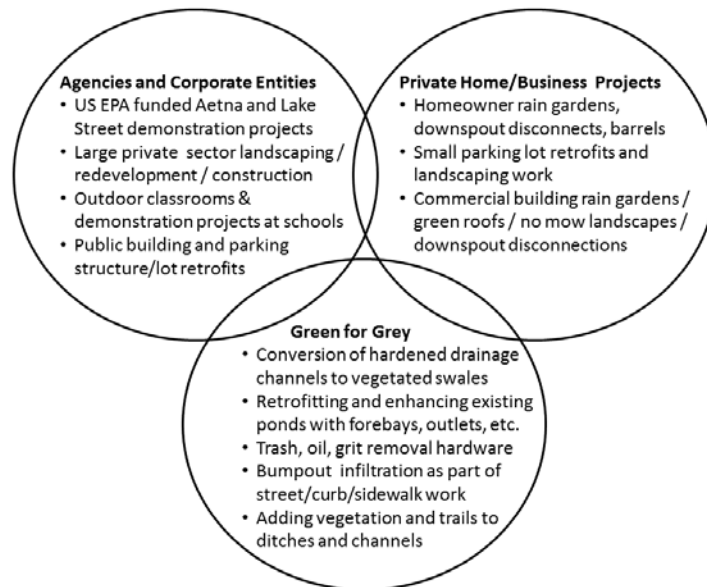 Agencies and Corporate Entities
• US EPA funded Aetna and Lake
Street demonstration projects
• Large private sector landscaping /
redevelopment / construction
• Outdoor classrooms &
demonstration projects at schools
• Public building and parking
structure/lot retrofits
Private Home/Business Projects
• Homeowner rain gardens,
downspout disconnects, barrels
• Small parking lot retrofits and
landscaping work
• Commercial building rain gardens /
green roofs / no mow landscapes /
downspout disconnections
Green for Grey
• Conversion of hardened drainage
channels to vegetated swales
• Retrofitting and enhancing existing
ponds with forebays, outlets, etc.
• Trash, oil, grit removal hardware
• Bumpout infiltration as part of
street/curb/sidewalk work
• Adding vegetation and trails to
ditches and channels